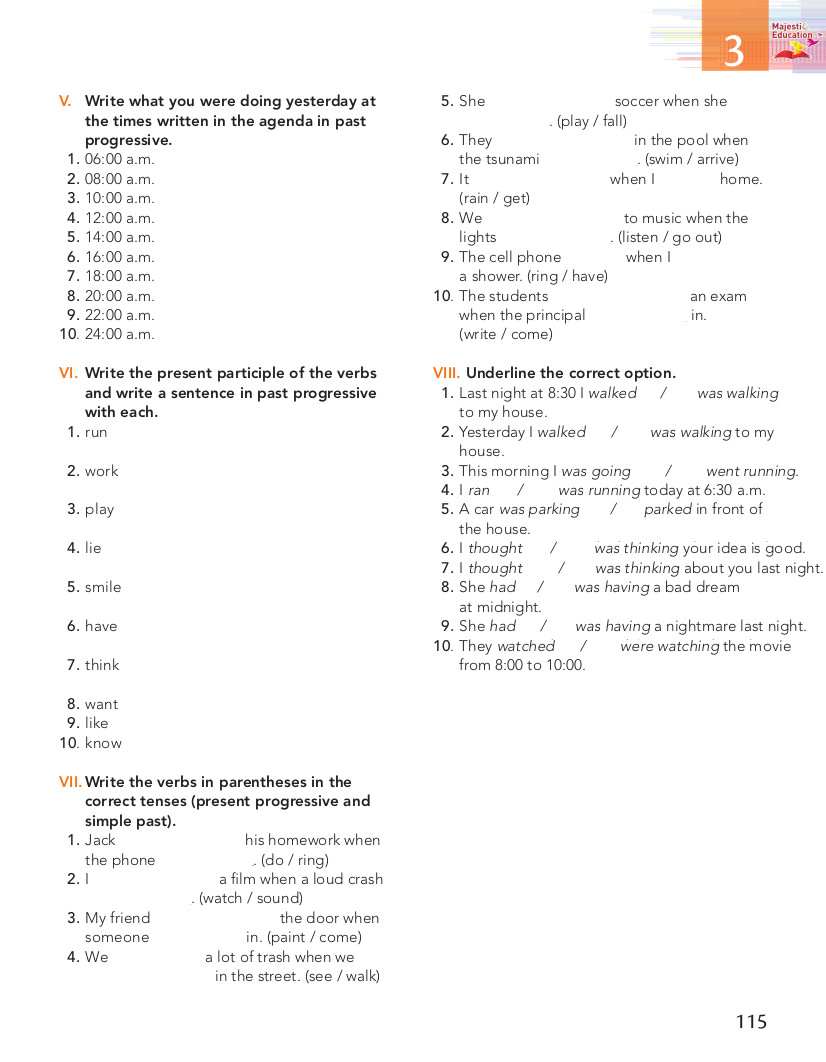 3
Majesti
Education
V. Write what you were doing yesterday at
the times written in the agenda in past
progressive.
1. 06:00 a.m.
2. 08:00 a.m.
3. 10:00 a.m.
4. 12:00 a.m.
5. 14:00 a.m.
6. 16:00 a.m.
7. 18:00 a.m.
8. 20:00 a.m.
9. 22:00 a.m.
10. 24:00 a.m.
VI. Write the present participle of the verbs
and write a sentence in past progressive
with each.
1. run
2. work
3. play
4. lie
5. smile
6. have
7. think
8. want
9. like
10. know
VII. Write the verbs in parentheses in the
correct tenses (present progressive and
simple past).
1. Jack his homework when
the phone . (do / ring)
2. I a film when a loud crash
. (watch / sound)
3. My friend the door when
someone in. (paint / come)
4. We a lot of trash when we
in the street. (see / walk)
5. She soccer when she
. (play / fall)
6. They in the pool when
the tsunami . (swim / arrive)
7. It when I home.
(rain / get)
8. We to music when the
lights . (listen / go out)
9. The cell phone when I
a shower. (ring / have)
10. The students an exam
when the principal in.
(write / come)
VIII. Underline the correct option.
1. Last night at 8:30 I walked / was walking
to my house.
2. Yesterday I walked / was walking to my
house.
3. This morning I was going / went running.
4. I ran / was running today at 6:30 a.m.
5. A car was parking / parked in front of
the house.
6. I thought / was thinking your idea is good.
7. I thought / was thinking about you last night.
8. She had / was having a bad dream
at midnight.
9. She had / was having a nightmare last night.
10. They watched / were watching the movie
from 8:00 to 10:00.
115